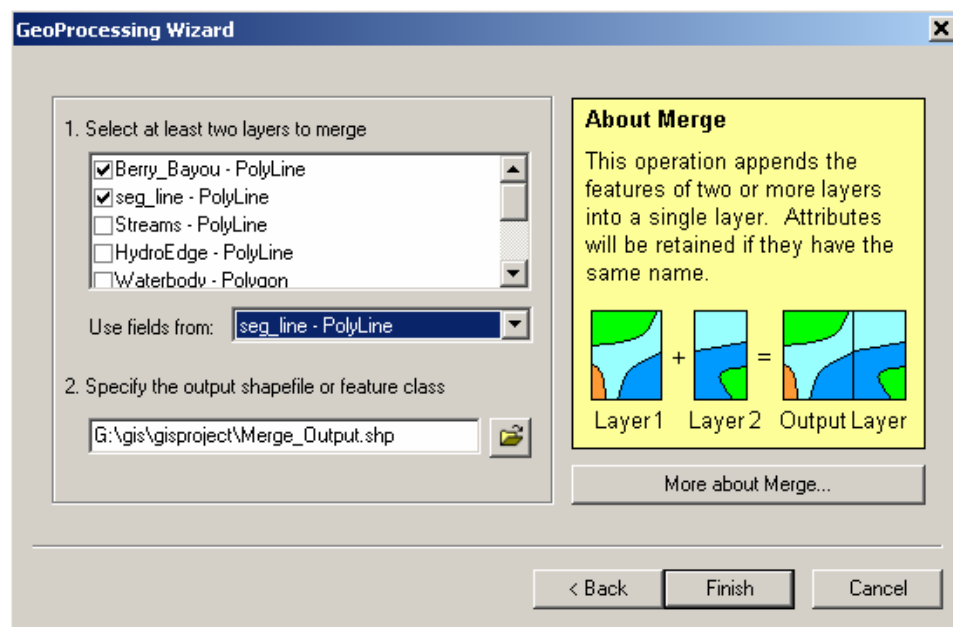 GeoProcessing Wizard
1. Select at least two layers to merge
Berry_Bayou - PolyLine
seg_line - PolyLine
Streams - PolyLine
HydroEdge - PolyLine
Waterbody - Polygon
Use fields from: seg_line - PolyLine
2. Specify the output shapefile or feature class
G:\gis\gisproject\Merge_Output.shp
About Merge
This operation appends the
features of two or more layers
into a single layer. Attributes
will be retained if they have the
same name.
+ =
Layer 1 Layer 2 Output Layer
More about Merge...
< Back Finish Cancel